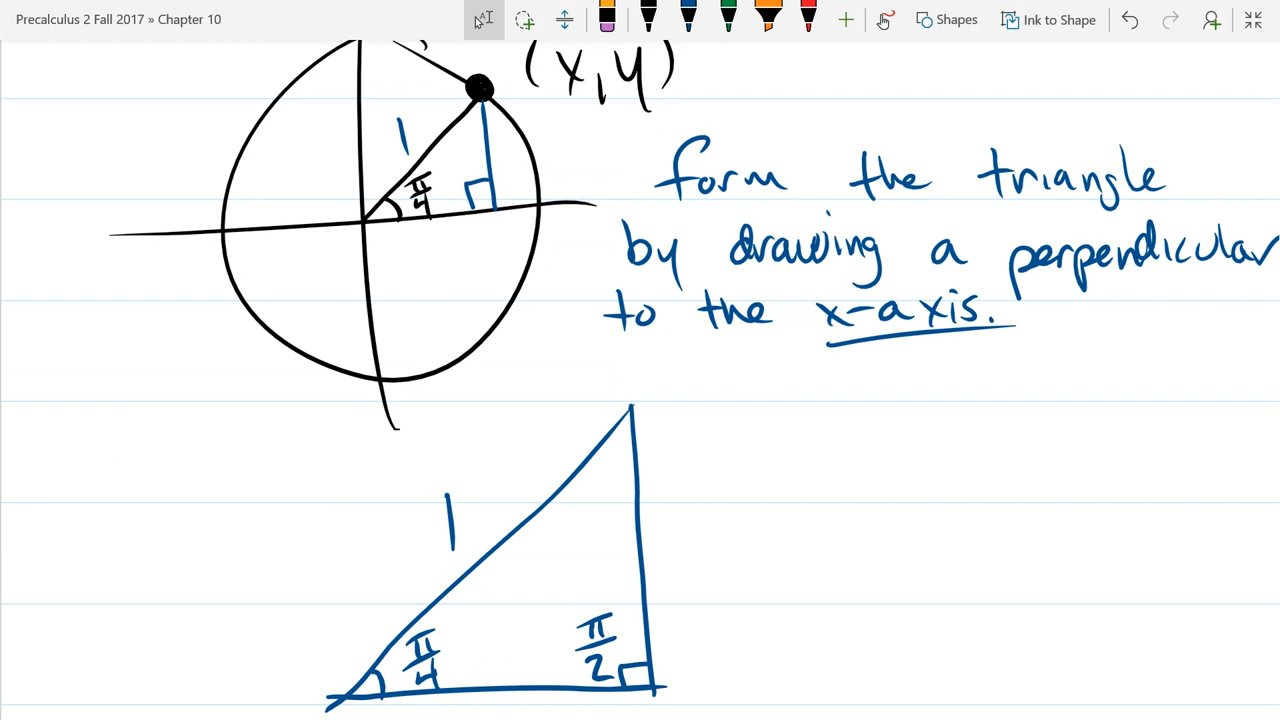 Precalculus 2 Fall 2017 » Chapter 10
Shapes
Ink to Shape
(x,y)
1
π/4
form the triangle
by drawing a perpendicular
to the x-axis.
1
π/4
π/2